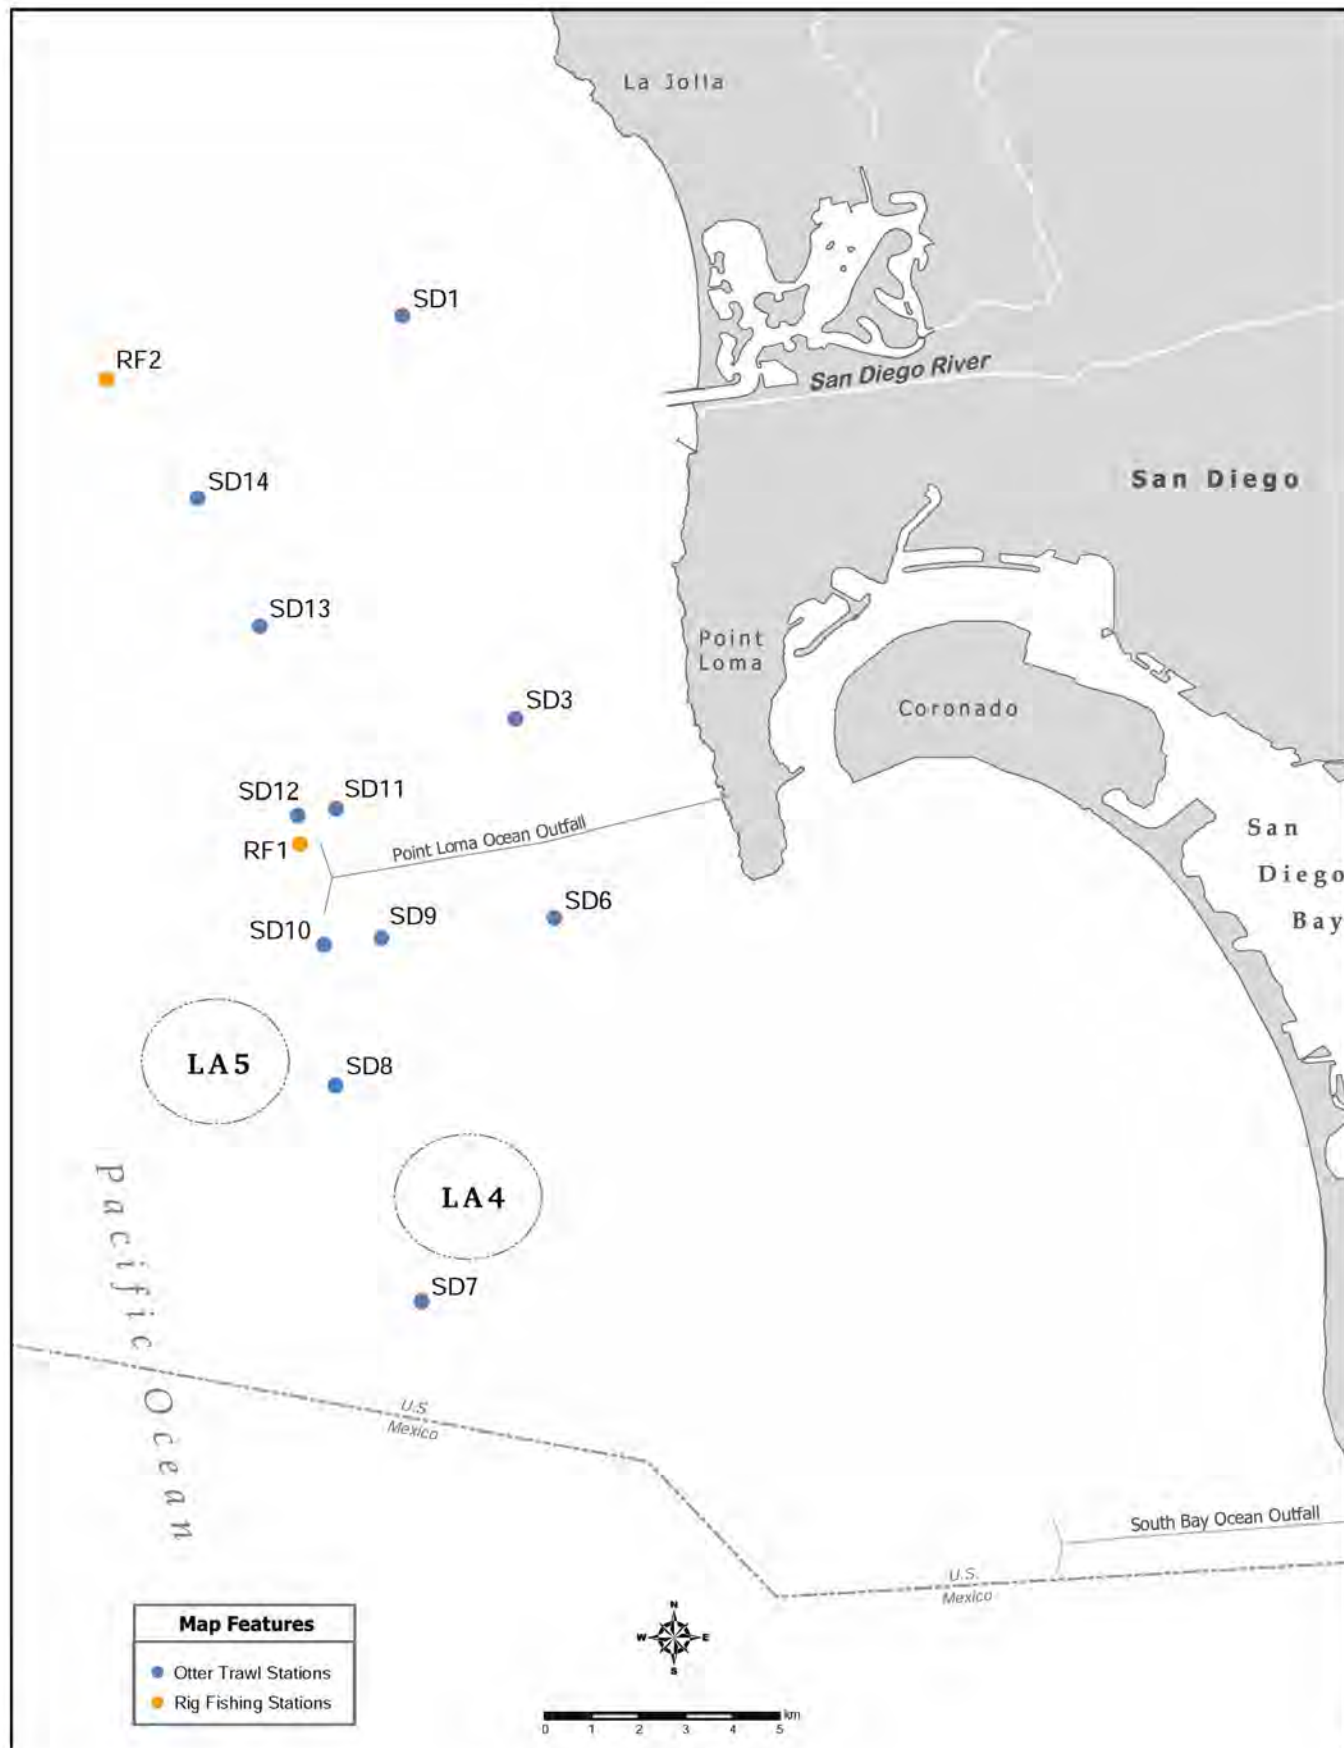 La Jolla
SD1
RF2
San Diego River
SD14
San Diego
SD13
Point
Loma
SD3
Coronado
SD12
SD11
Point Loma Ocean Outfall
RF1
San
Diego
Bay
SD6
SD9
SD10
LA5
SD8
LA4
Pacific Ocean
SD7
U.S.
Mexico
South Bay Ocean Outfall
U.S.
Mexico
Map Features
Otter Trawl Stations
Rig Fishing Stations
N
W E
S
km
0 1 2 3 4 5